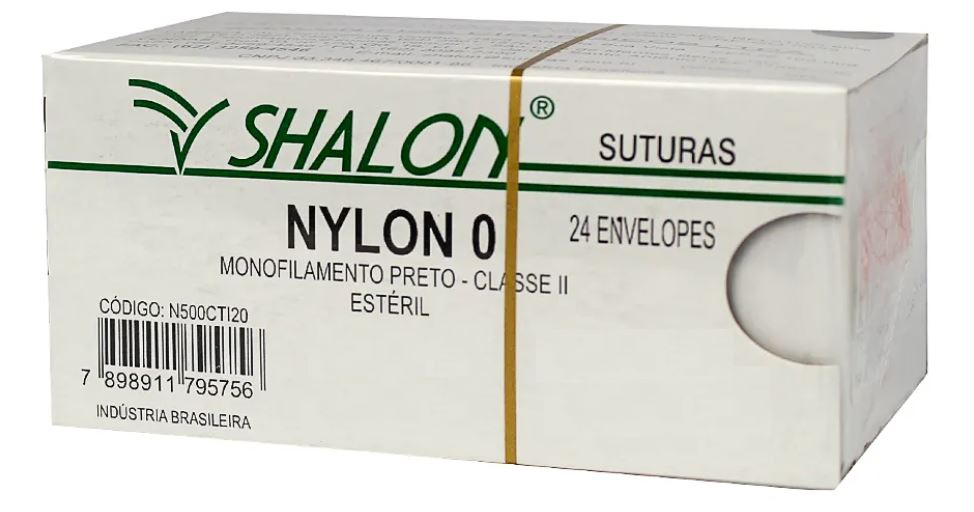 SHALON®
SUTURAS
NYLON 0
24 ENVELOPES
MONOFILAMENTO PRETO - CLASSE II
ESTÉRIL
CÓDIGO: N500CTI20
7 898911 795756
INDÚSTRIA BRASILEIRA